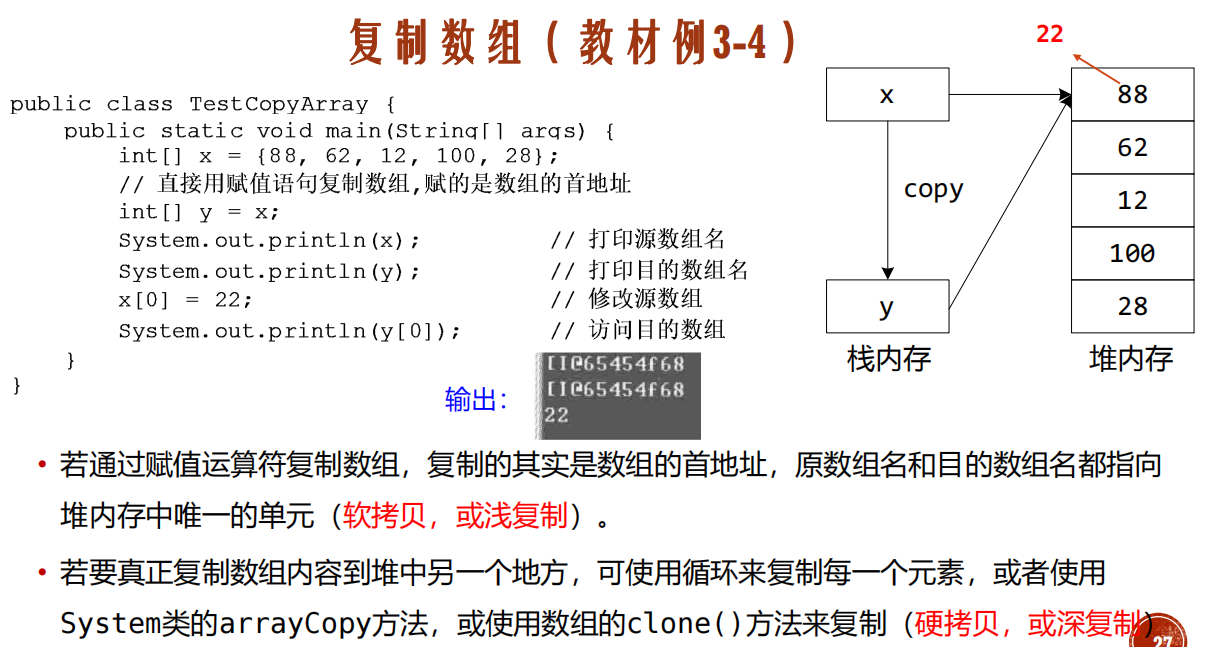 复制数组（教材例3-4）
public class TestCopyArray {
public static void main(String[] args) {
int[] x = {88, 62, 12, 100, 28};
// 直接用赋值语句复制数组,赋的是数组的首地址
int[] y = x;
System.out.println(x); // 打印源数组名
System.out.println(y); // 打印目的数组名
x[0] = 22; // 修改源数组
System.out.println(y[0]); // 访问目的数组
}
}
输出：
[I@65454f68
[I@65454f68
22
22
x
88
62
copy
12
100
y
28
栈内存
堆内存
• 若通过赋值运算符复制数组，复制的其实是数组的首地址，原数组名和目的数组名都指向
堆内存中唯一的单元（软拷贝，或浅复制）。
• 若要真正复制数组内容到堆中另一个地方，可使用循环来复制每一个元素，或者使用
System类的arrayCopy方法，或使用数组的clone()方法来复制（硬拷贝，或深复制）
27